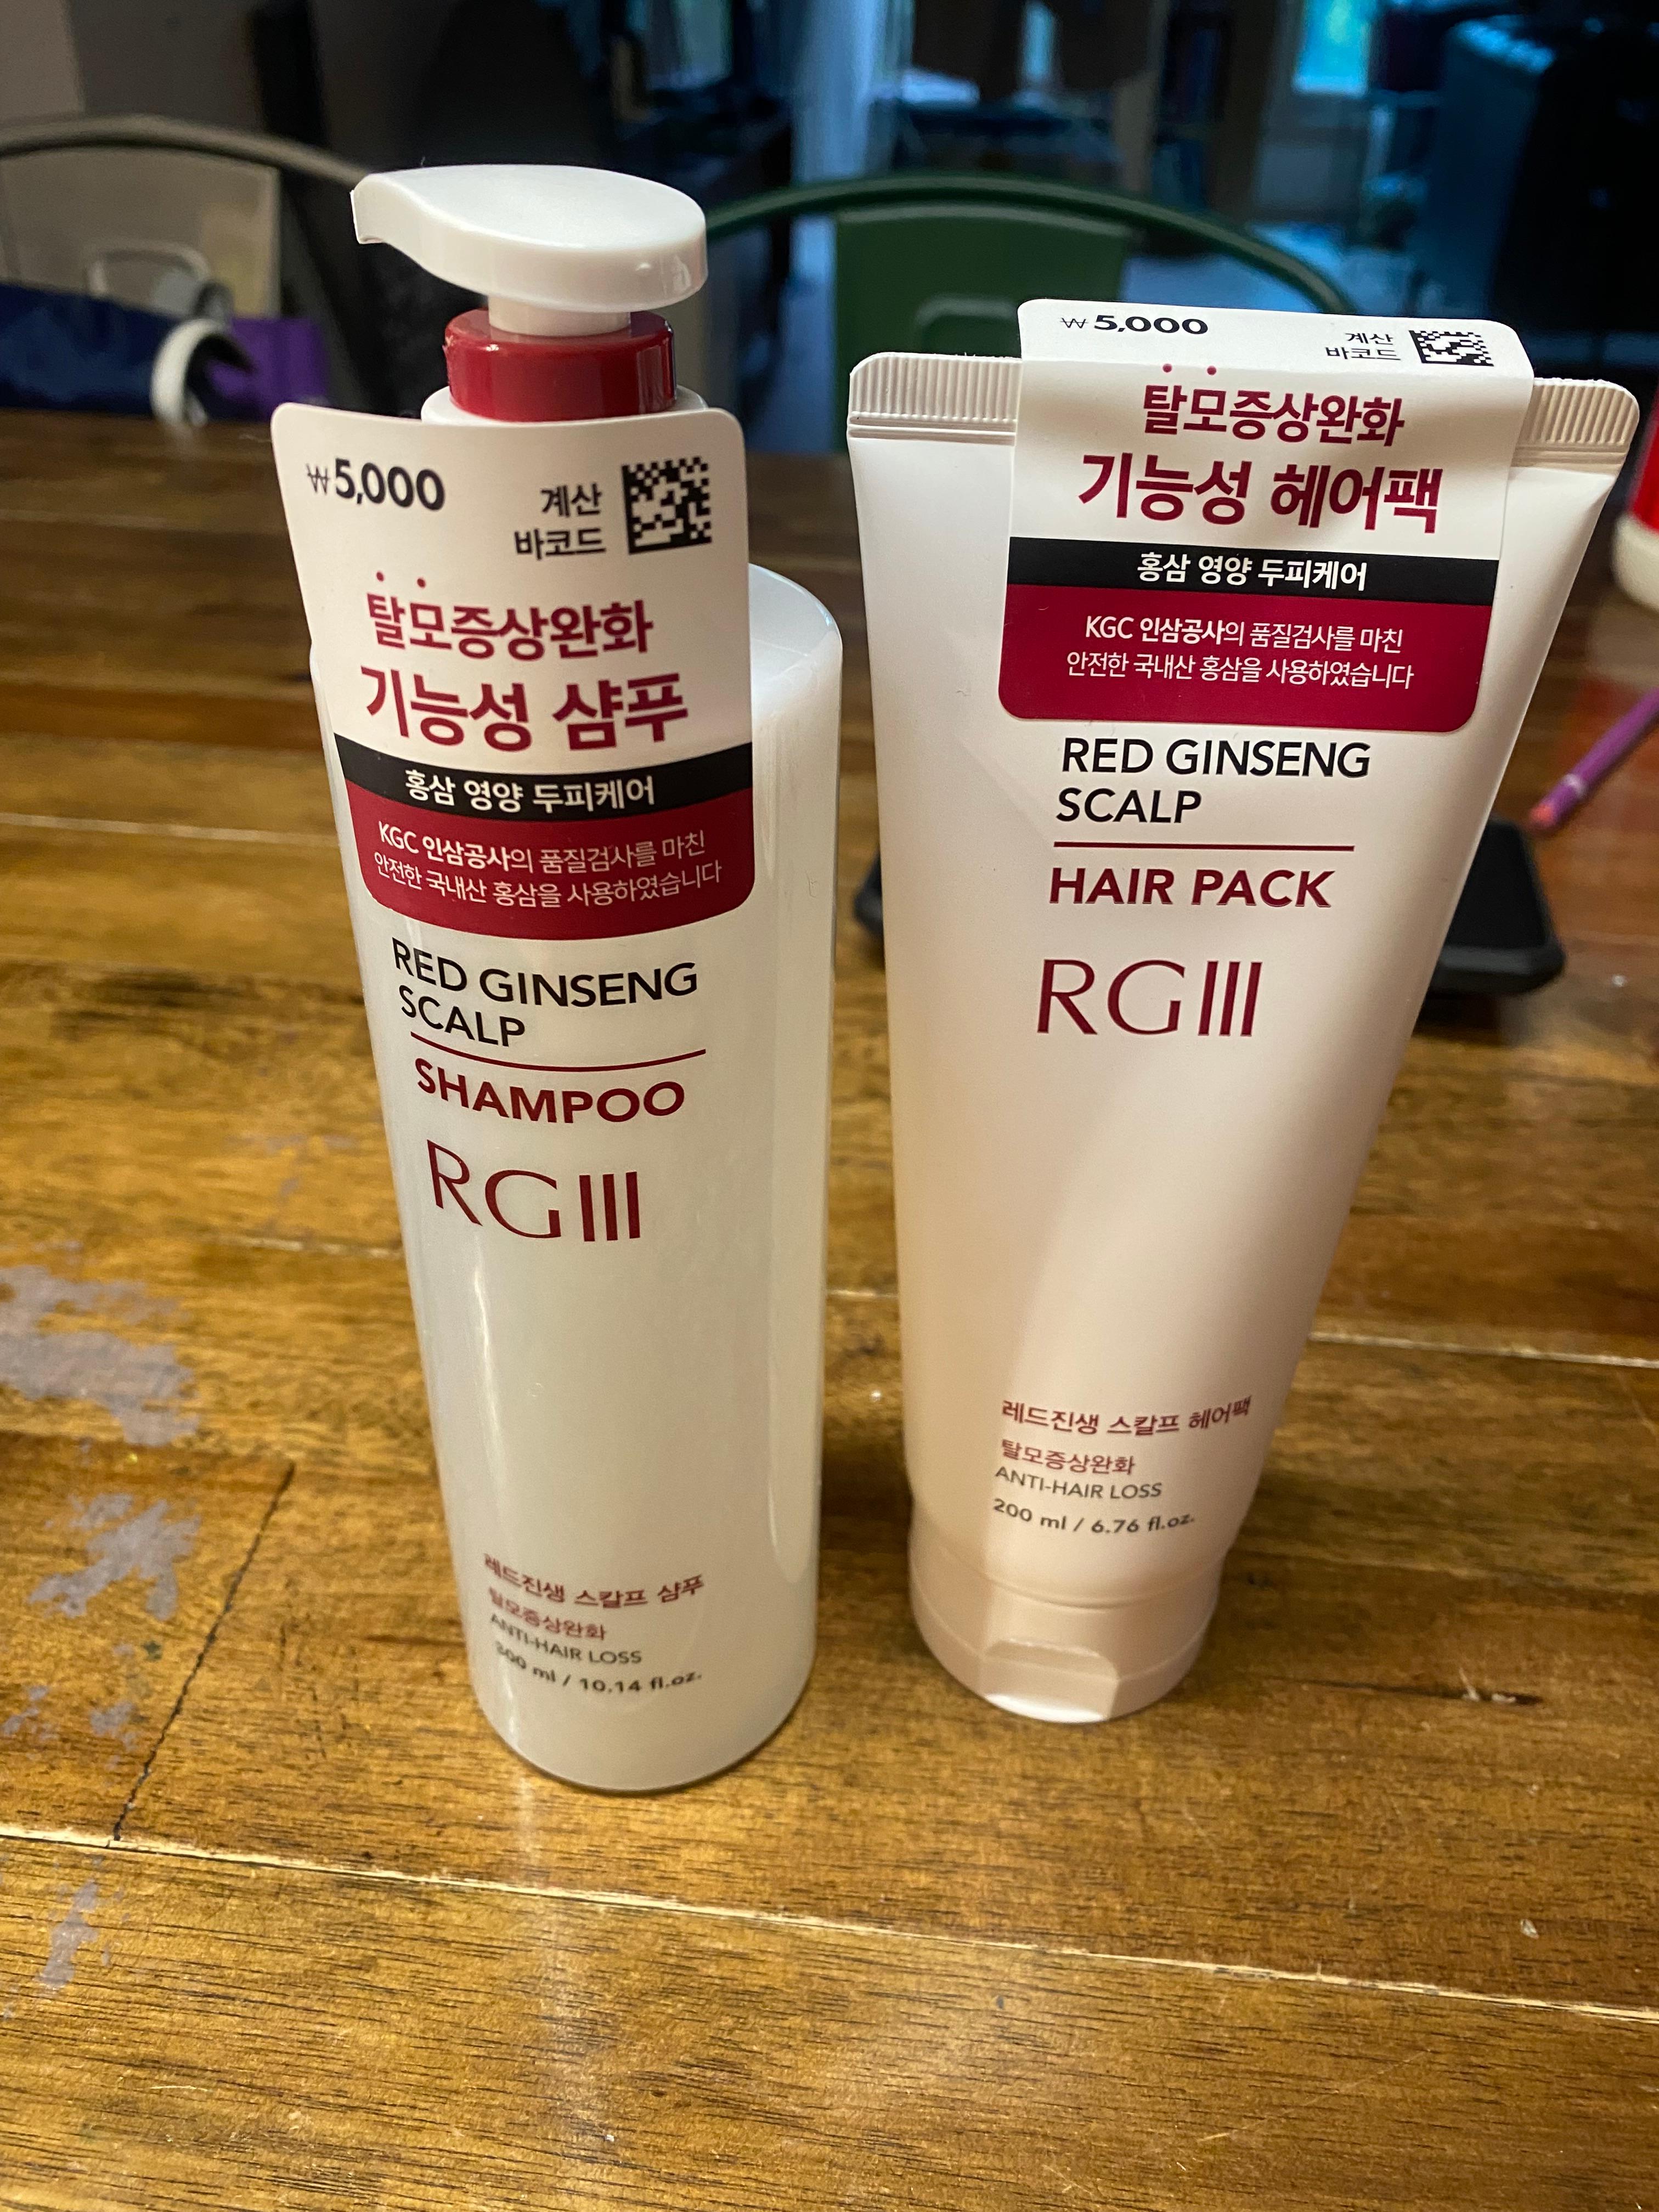 ₩5,000
계산
바코드
탈모증상완화
기능성 샴푸
홍삼 영양 두피케어
KGC 인삼공사의 품질검사를 마친
안전한 국내산 홍삼을 사용하였습니다
RED GINSENG
SCALP
SHAMPOO
RGIII
레드진생 스칼프 샴푸
탈모증상완화
ANTI-HAIR LOSS
300 ml / 10.14 fl.oz.
₩5,000
계산
바코드
탈모증상완화
기능성 헤어팩
홍삼 영양 두피케어
KGC 인삼공사의 품질검사를 마친
안전한 국내산 홍삼을 사용하였습니다
RED GINSENG
SCALP
HAIR PACK
RGIII
레드진생 스칼프 헤어팩
탈모증상완화
ANTI-HAIR LOSS
200 ml / 6.76 fl.oz.